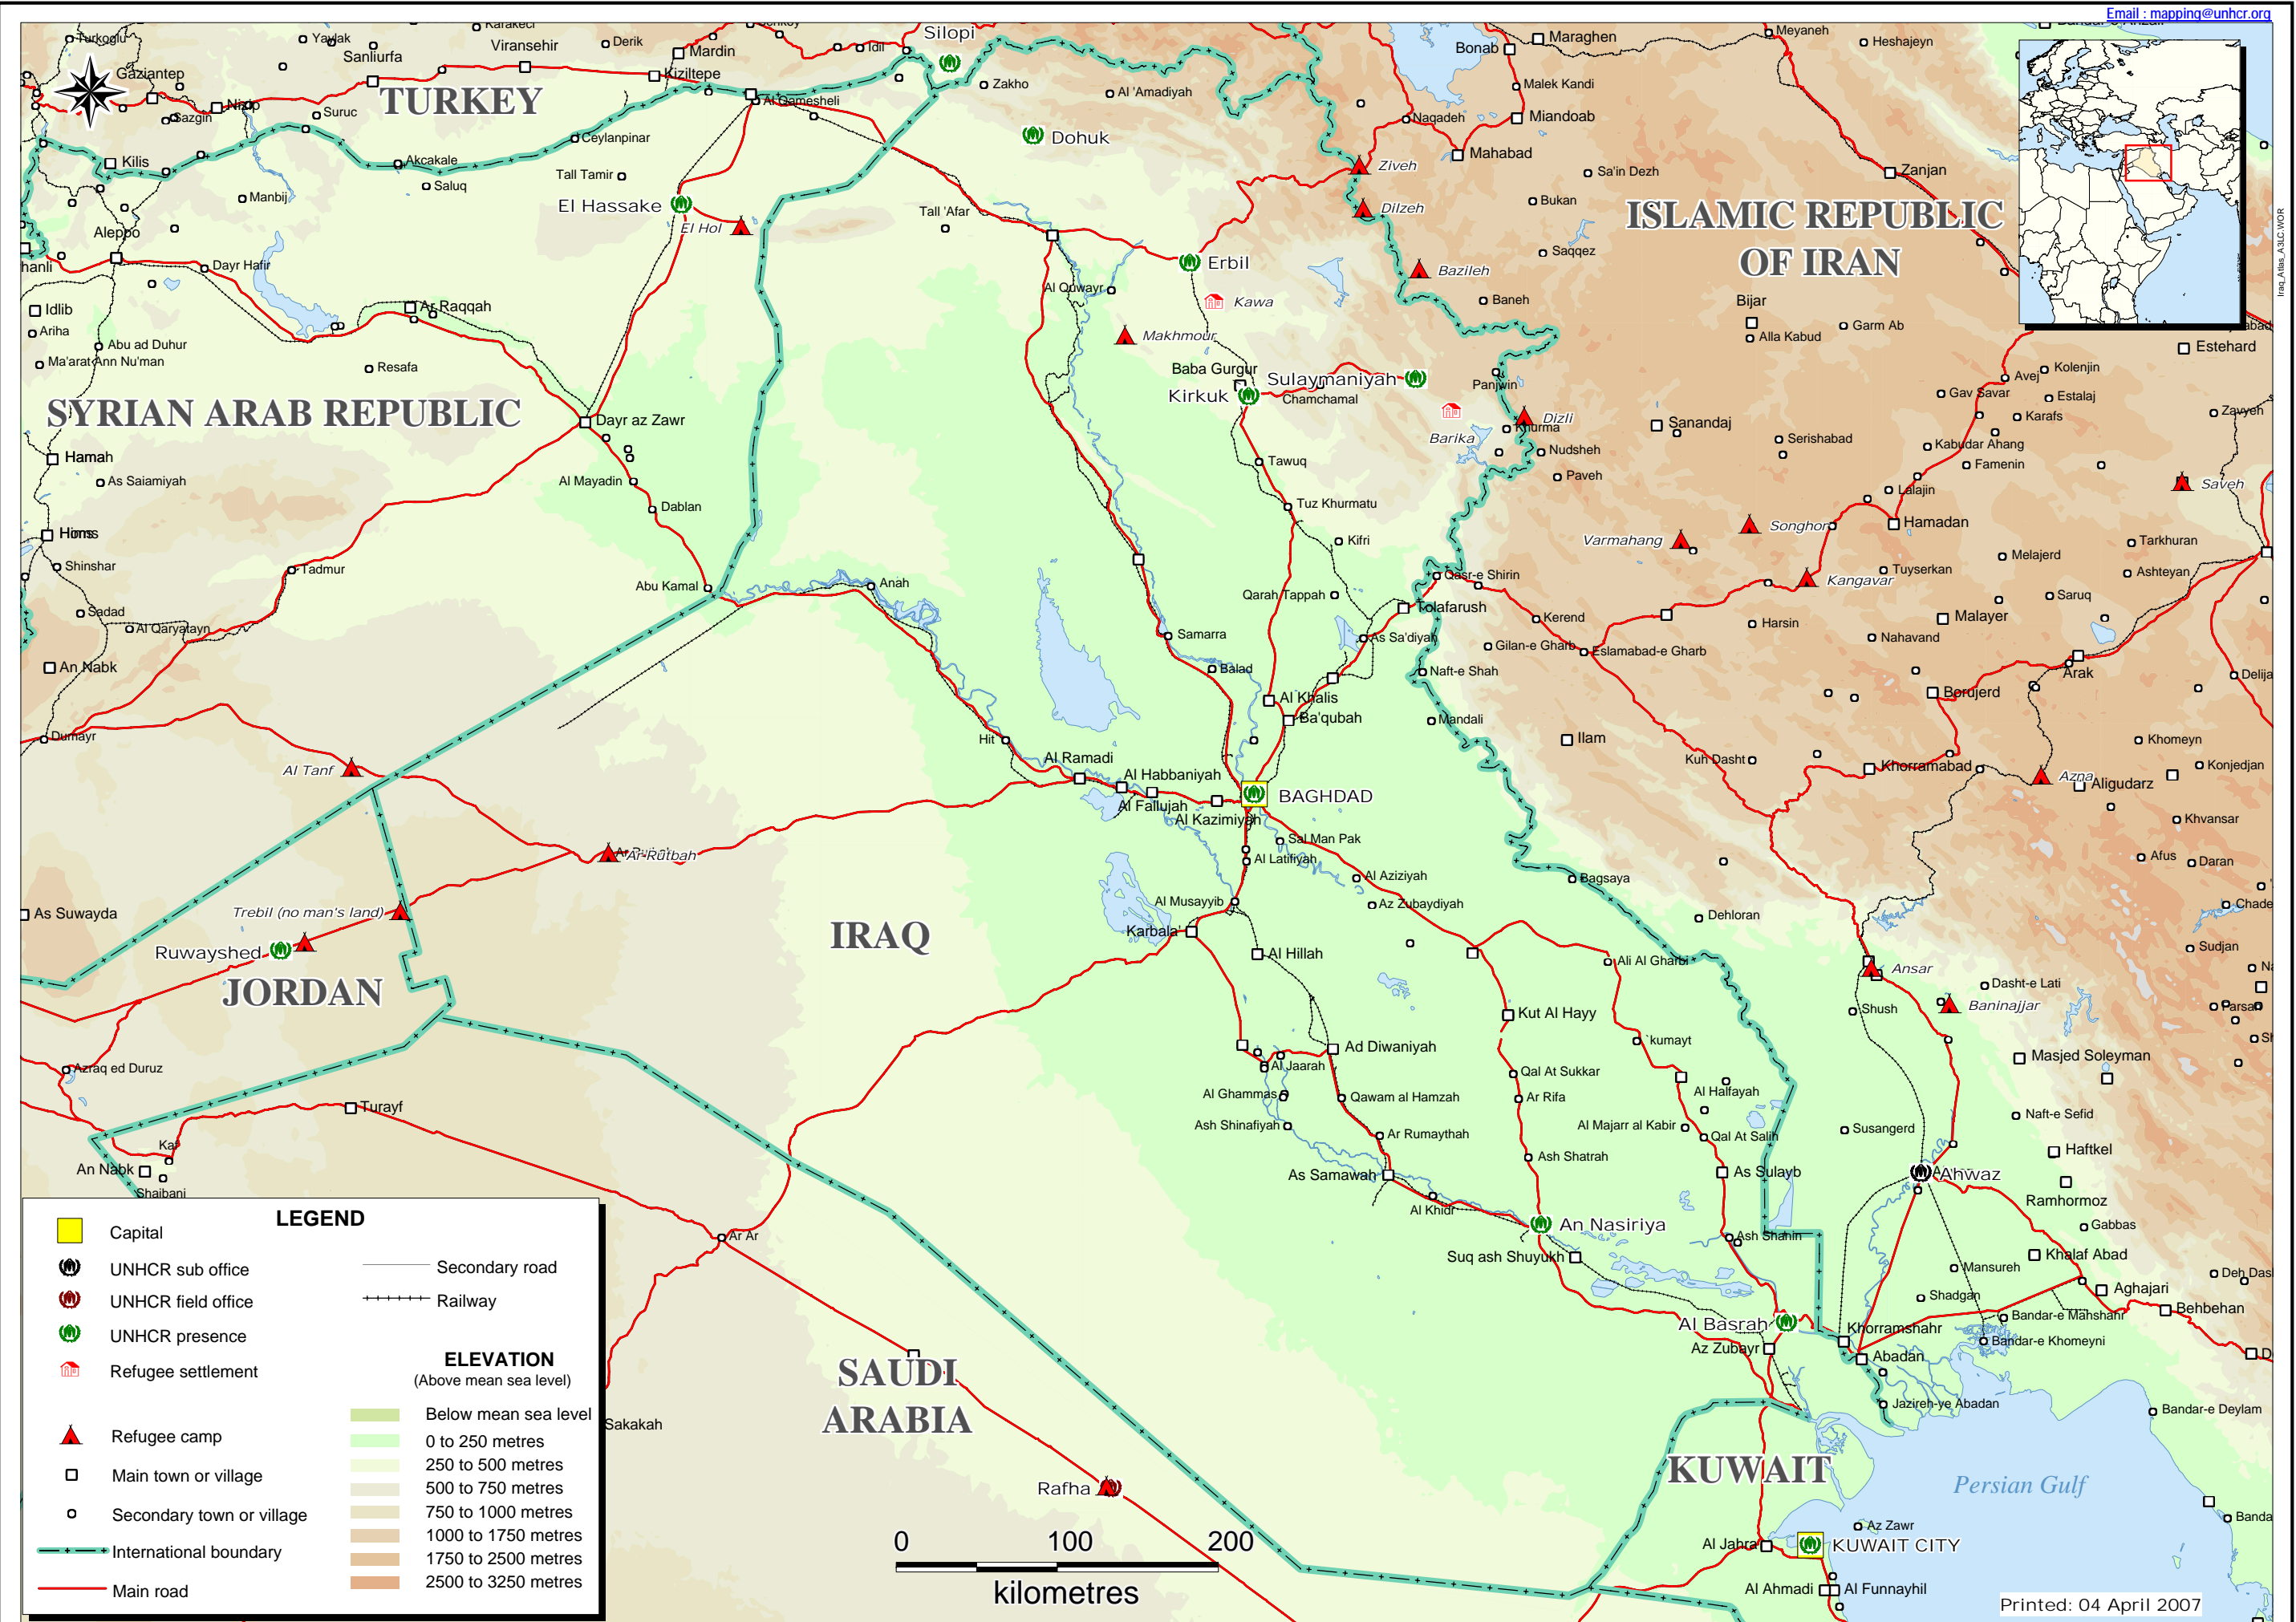 Email : mapping@unhcr.org
Iraq_Atlas_A3LC.WOR
Silopi
Turkoglu
Yaylak
Sanliurfa
Karakeci
Viransehir
Derik
Mardin
Idil
Gaziantep
Kiziltepe
Nizip
Sazgin
Suruc
TURKEY
Al Qamesheli
Zakho
Al 'Amadiyah
Dohuk
Kilis
Akcakale
Ceylanpinar
Saluq
Manbij
Tall Tamir
El Hassake
El Hol
Tall 'Afar
Aleppo
Dayr Hafir
Idlib
Ariha
Abu ad Duhur
Ma'arat Ann Nu'man
Ar Raqqah
Resafa
SYRIAN ARAB REPUBLIC
Dayr az Zawr
Hamah
As Saiamiyah
Al Mayadin
Dablan
Hims
Shinshar
Tadmur
Abu Kamal
Sadad
Al Qaryatayn
An Nabk
Dumayr
Al Tanf
As Suwayda
Bonab
Maraghen
Meyaneh
Heshajeyn
Malek Kandi
Miandoab
Naqadeh
Mahabad
Ziveh
Sa'in Dezh
Zanjan
Dilzeh
Bukan
ISLAMIC REPUBLIC
OF IRAN
Saqqez
Bazileh
Baneh
Bijar
Alla Kabud
Garm Ab
Estehard
Avej
Kolenjin
Gav Savar
Estalaj
Karafs
Zavyeh
Erbil
Kawa
Al Quwayr
Makhmour
Baba Gurgur
Sulaymaniyah
Kirkuk
Chamchamal
Panjwin
Barika
Khurma
Dizli
Nudsheh
Paveh
Sanandaj
Serishabad
Kabudar Ahang
Famenin
Lalajin
Saveh
Hamadan
Songhor
Varmahang
Kangavar
Melajerd
Tarkhuran
Tuyserkan
Ashteyan
Saruq
Tawuq
Tuz Khurmatu
Kifri
Qasr-e Shirin
Qarah Tappah
Tolafarush
Kerend
Harsin
Malayer
Nahavand
Anah
Samarra
As Sa'diyah
Gilan-e Gharb
Eslamabad-e Gharb
Balad
Naft-e Shah
Arak
Delija
Al Khalis
Ba'qubah
Mandali
Borujerd
Hit
Ilam
Khomeyn
Al Ramadi
Al Habbaniyah
Kuh Dasht
Khorramabad
Konjedjan
Azna
Aligudarz
Al Fallujah
BAGHDAD
Al Kazimiyah
Khvansar
Sal Man Pak
Ar-Rutbah
Al Latifiyah
Afus
Daran
Al Aziziyah
Bagsaya
Al Musayyib
Az Zubaydiyah
Dehloran
Chade
Trebil (no man's land)
Karbala'
IRAQ
Ruwayshed
Al Hillah
Ali Al Gharbi
Sudjan
Ansar
JORDAN
Dasht-e Lati
Baninajjar
Kut Al Hayy
Shush
Parsan
Ad Diwaniyah
'kumayt
Al Jaarah
Masjed Soleyman
Azraq ed Duruz
Qal At Sukkar
Al Halfayah
Al Ghammas
Qawam al Hamzah
Ar Rifa
Turayf
Naft-e Sefid
Ash Shinafiyah
Ar Rumaythah
Al Majarr al Kabir
Qal At Salih
Susangerd
Kaf
Haftkel
Ash Shatrah
An Nabk
As Samawah
As Sulayb
Ahwaz
Shaibani
Ramhormoz
Al Khidr
An Nasiriya
Gabbas
Ar Ar
Ash Shanin
Suq ash Shuyukh
Khalaf Abad
Mansureh
Aghajari
Shadgan
Behbehan
Bandar-e Mahshahr
Al Basrah
Khorramshahr
Bandar-e Khomeyni
Az Zubayr
Abadan
SAUDI
ARABIA
Jazireh-ye Abadan
Bandar-e Deylam
Sakakah
KUWAIT
Rafha
Persian Gulf
Az Zawr
Al Jahra
KUWAIT CITY
Al Ahmadi
Al Funnayhil
LEGEND
Capital
UNHCR sub office
UNHCR field office
UNHCR presence
Refugee settlement
Refugee camp
Main town or village
Secondary town or village
International boundary
Main road
Secondary road
Railway
ELEVATION
(Above mean sea level)
Below mean sea level
0 to 250 metres
250 to 500 metres
500 to 750 metres
750 to 1000 metres
1000 to 1750 metres
1750 to 2500 metres
2500 to 3250 metres
0 100 200
kilometres
Printed: 04 April 2007